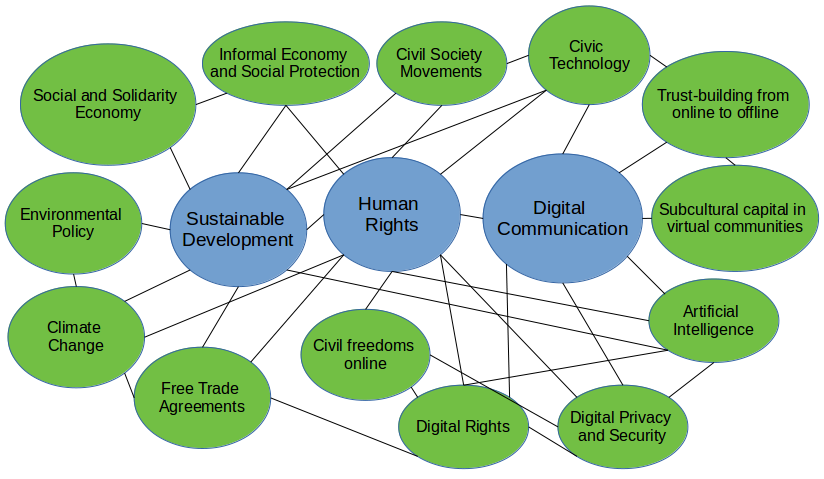 Informal Economy
and Social Protection
Civil Society
Movements
Civic
Technology
Social and Solidarity
Economy
Trust-building from
online to offline
Environmental
Policy
Sustainable
Development
Human
Rights
Digital
Communication
Subcultural capital in
virtual communities
Climate
Change
Civil freedoms
online
Artificial
Intelligence
Free Trade
Agreements
Digital Rights
Digital Privacy
and Security